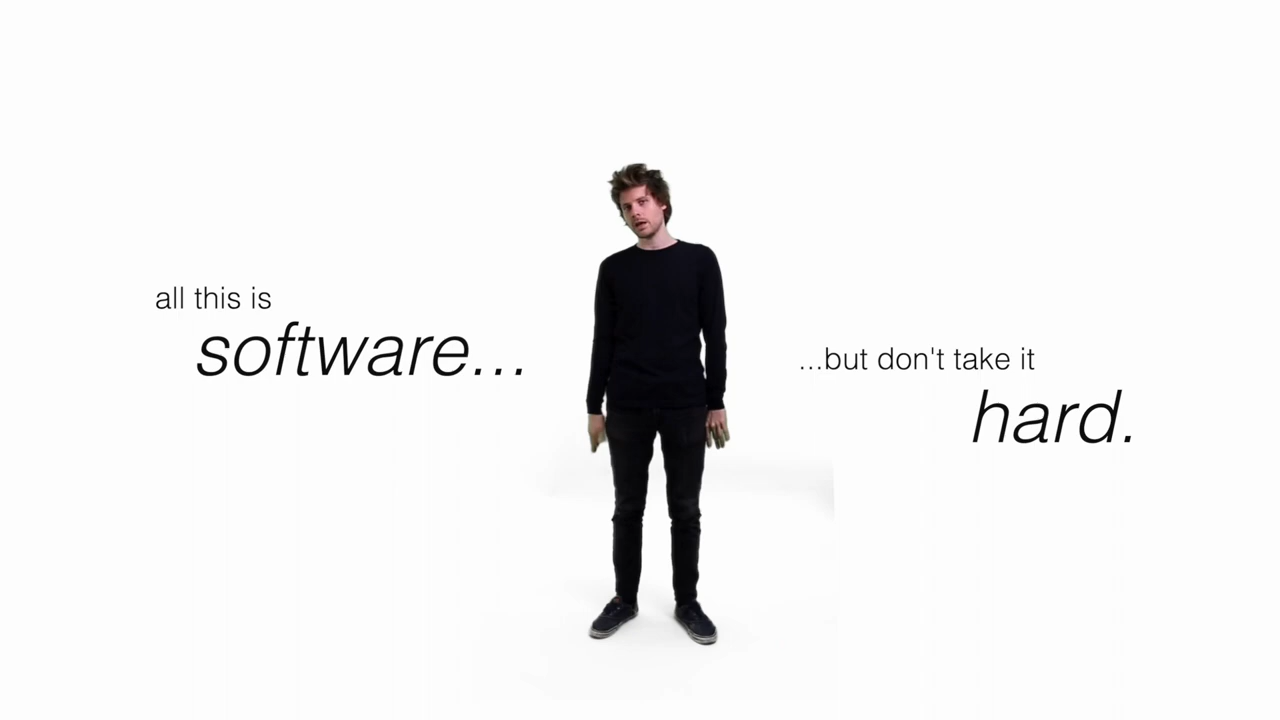 all this is
software...
...but don't take it
hard.